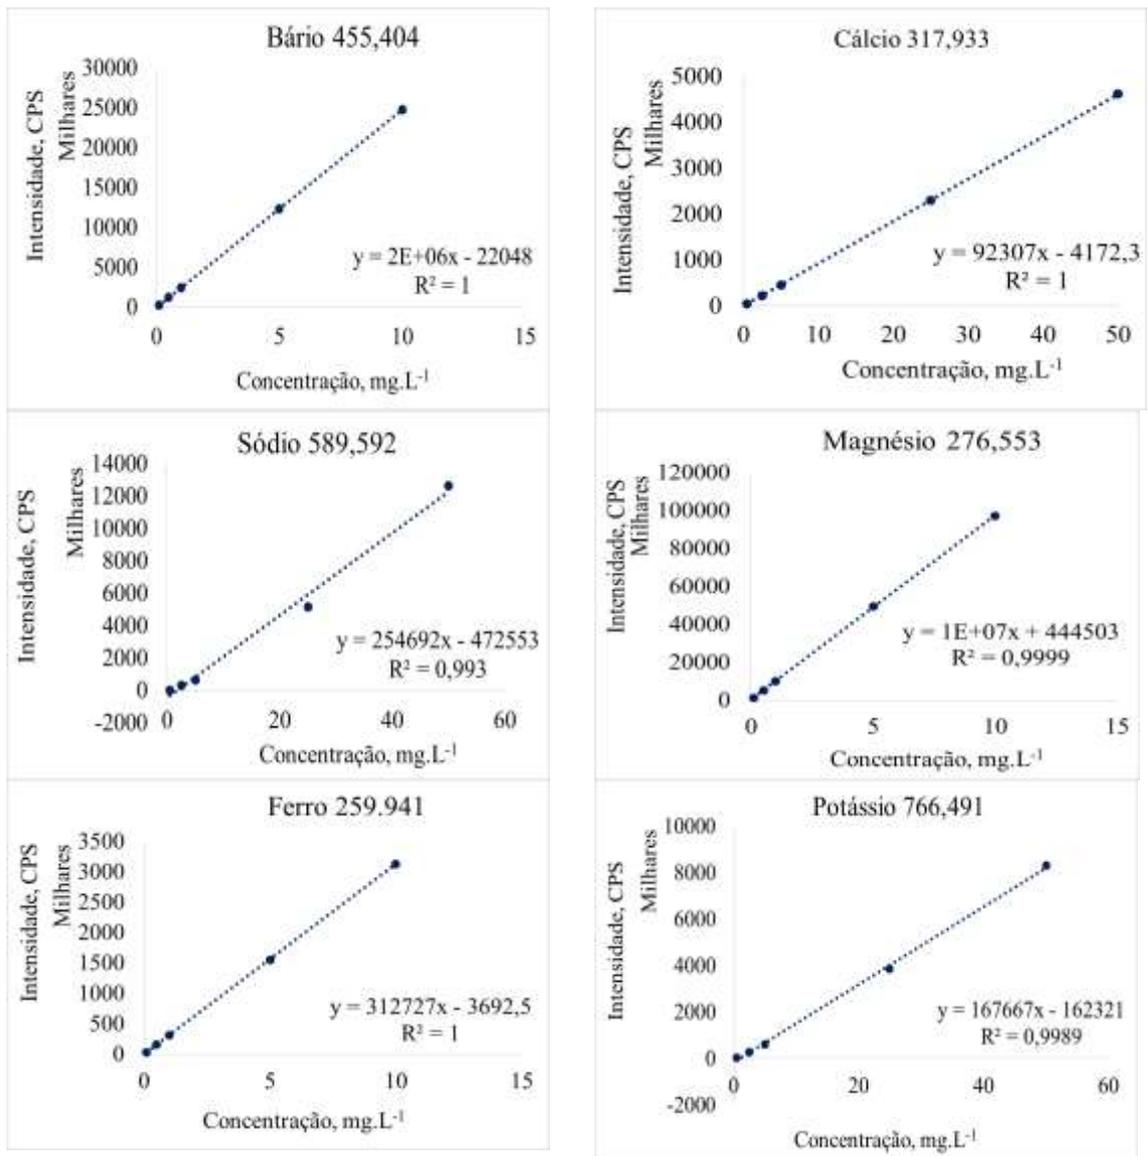 Bário 455,404
Intensidade, CPS
Milhares
30000
25000
20000
15000
10000
5000
0
y = 2E+06x - 22048
R² = 1
0 5 10 15
Concentração, mg.L⁻¹
Cálcio 317,933
Intensidade, CPS
Milhares
5000
4000
3000
2000
1000
0
y = 92307x - 4172,3
R² = 1
0 10 20 30 40 50
Concentração, mg.L⁻¹
Sódio 589,592
Intensidade, CPS
Milhares
14000
12000
10000
8000
6000
4000
2000
0
-2000
y = 254692x - 472553
R² = 0,993
0 20 40 60
Concentração, mg.L⁻¹
Magnésio 276,553
Intensidade, CPS
Milhares
120000
100000
80000
60000
40000
20000
0
y = 1E+07x + 444503
R² = 0,9999
0 5 10 15
Concentração, mg.L⁻¹
Ferro 259.941
Intensidade, CPS
Milhares
3500
3000
2500
2000
1500
1000
500
0
y = 312727x - 3692,5
R² = 1
0 5 10 15
Concentração, mg.L⁻¹
Potássio 766,491
Intensidade, CPS
Milhares
10000
8000
6000
4000
2000
0
-2000
y = 167667x - 162321
R² = 0,9989
0 20 40 60
Concentração, mg.L⁻¹